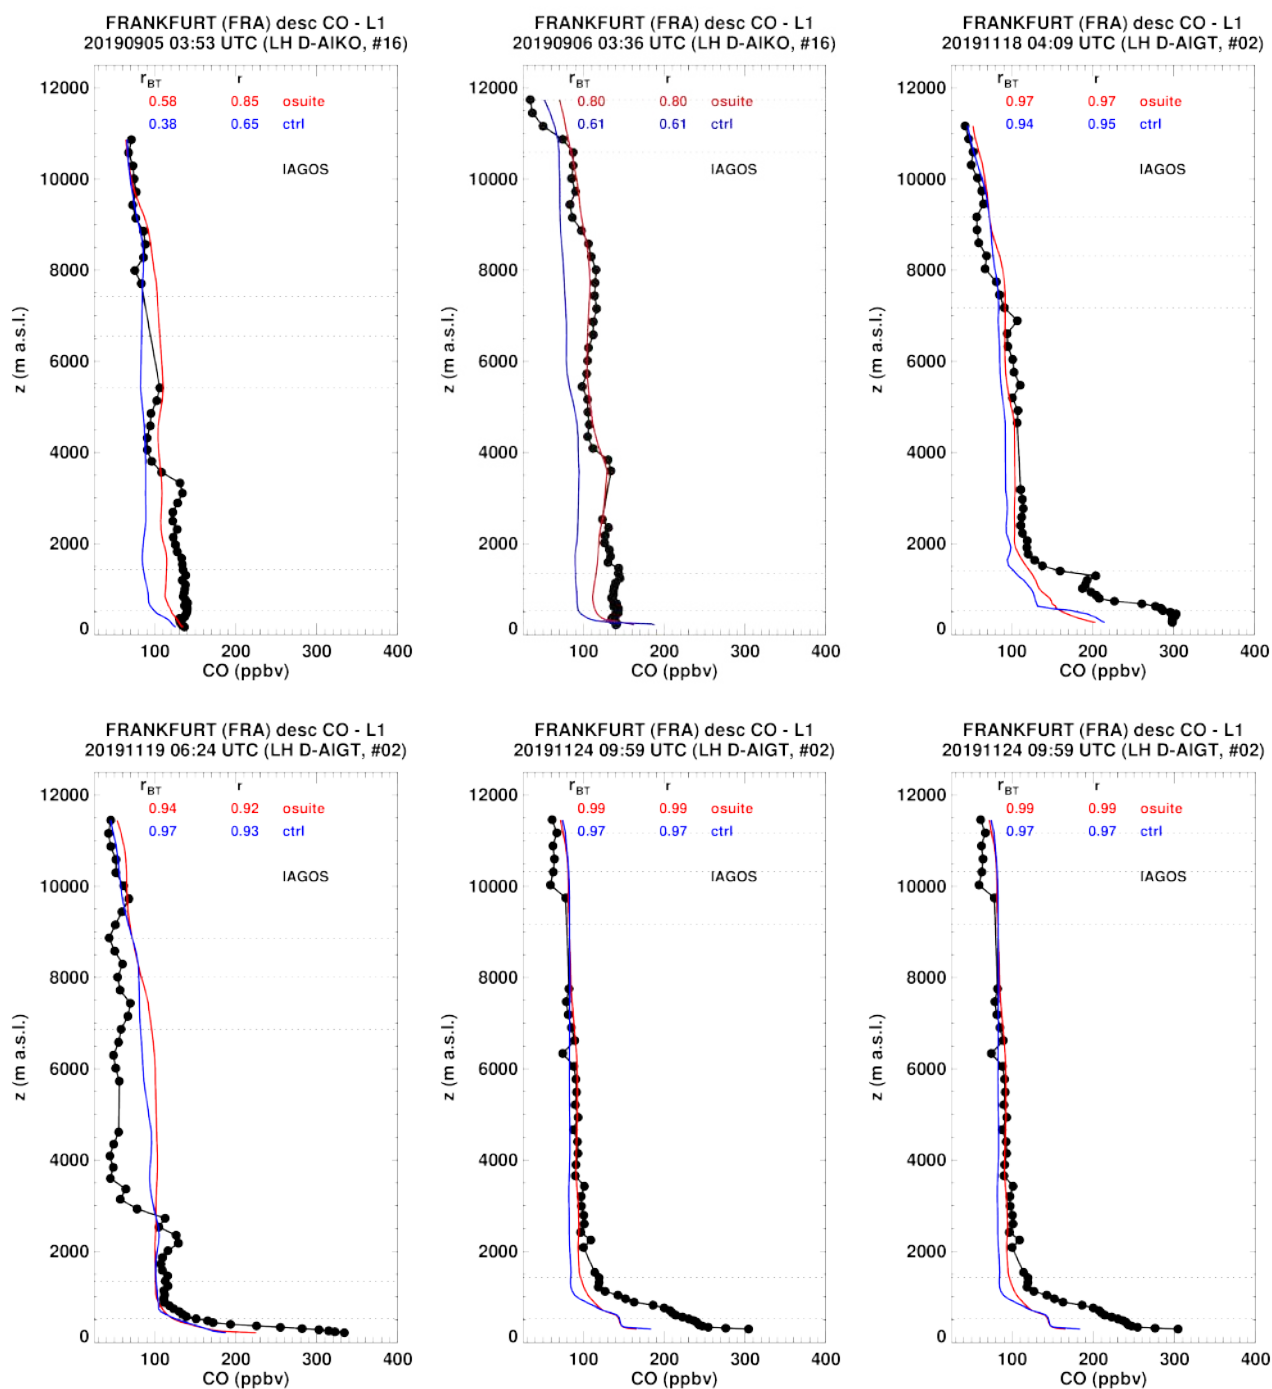 FRANKFURT (FRA) desc CO - L1
20190905 03:53 UTC (LH D-AIKO, #16)
rBT r
0.58 0.85 osuite
0.38 0.65 ctrl
IAGOS
12000
10000
8000
6000
4000
2000
0
z (m a.s.l.)
100 200 300 400
CO (ppbv)
FRANKFURT (FRA) desc CO - L1
20190906 03:36 UTC (LH D-AIKO, #16)
rBT r
0.80 0.80 osuite
0.61 0.61 ctrl
IAGOS
12000
10000
8000
6000
4000
2000
0
z (m a.s.l.)
100 200 300 400
CO (ppbv)
FRANKFURT (FRA) desc CO - L1
20191118 04:09 UTC (LH D-AIGT, #02)
rBT r
0.97 0.97 osuite
0.94 0.95 ctrl
IAGOS
12000
10000
8000
6000
4000
2000
0
z (m a.s.l.)
100 200 300 400
CO (ppbv)
FRANKFURT (FRA) desc CO - L1
20191119 06:24 UTC (LH D-AIGT, #02)
rBT r
0.94 0.92 osuite
0.97 0.93 ctrl
IAGOS
12000
10000
8000
6000
4000
2000
0
z (m a.s.l.)
100 200 300 400
CO (ppbv)
FRANKFURT (FRA) desc CO - L1
20191124 09:59 UTC (LH D-AIGT, #02)
rBT r
0.99 0.99 osuite
0.97 0.97 ctrl
IAGOS
12000
10000
8000
6000
4000
2000
0
z (m a.s.l.)
100 200 300 400
CO (ppbv)
FRANKFURT (FRA) desc CO - L1
20191124 09:59 UTC (LH D-AIGT, #02)
rBT r
0.99 0.99 osuite
0.97 0.97 ctrl
IAGOS
12000
10000
8000
6000
4000
2000
0
z (m a.s.l.)
100 200 300 400
CO (ppbv)